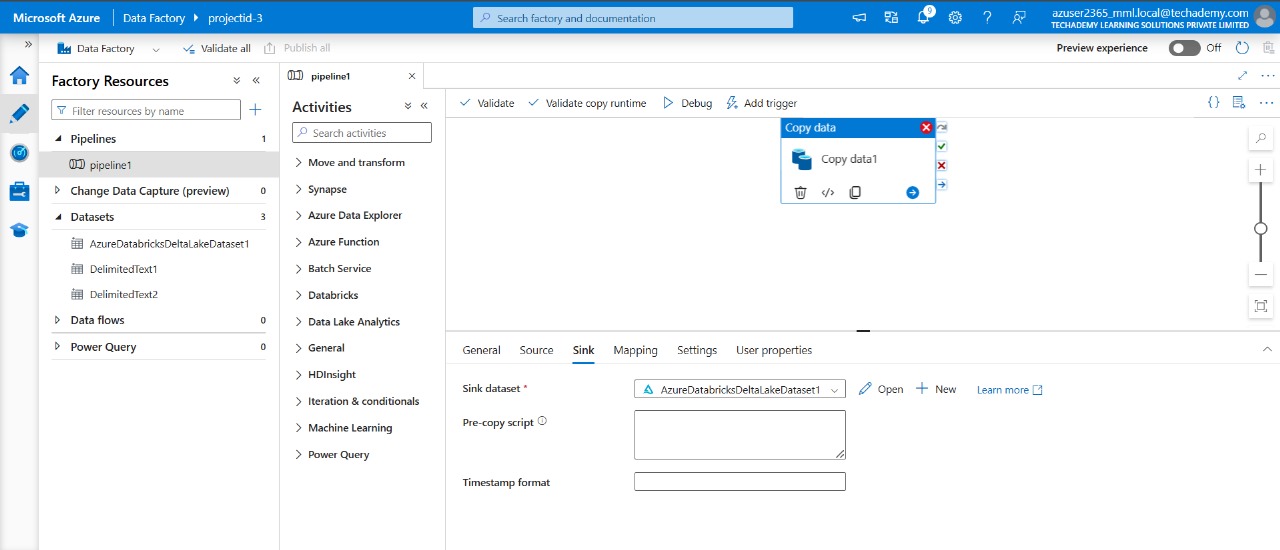 Microsoft Azure Data Factory projectid-3 Search factory and documentation 9 azuser2365_mml.local@techademy.com
TECHADEMY LEARNING SOLUTIONS PRIVATE LIMITED
Data Factory Validate all Publish all Preview experience Off
Factory Resources
Filter resources by name
Pipelines 1
pipeline1
Change Data Capture (preview) 0
Datasets 3
AzureDatabricksDeltaLakeDataset1
DelimitedText1
DelimitedText2
Data flows 0
Power Query 0
pipeline1
Activities
Search activities
Move and transform
Synapse
Azure Data Explorer
Azure Function
Batch Service
Databricks
Data Lake Analytics
General
HDInsight
Iteration & conditionals
Machine Learning
Power Query
Validate Validate copy runtime Debug Add trigger
Copy data
Copy data1
General Source Sink Mapping Settings User properties
Sink dataset * AzureDatabricksDeltaLakeDataset1 Open New Learn more
Pre-copy script
Timestamp format